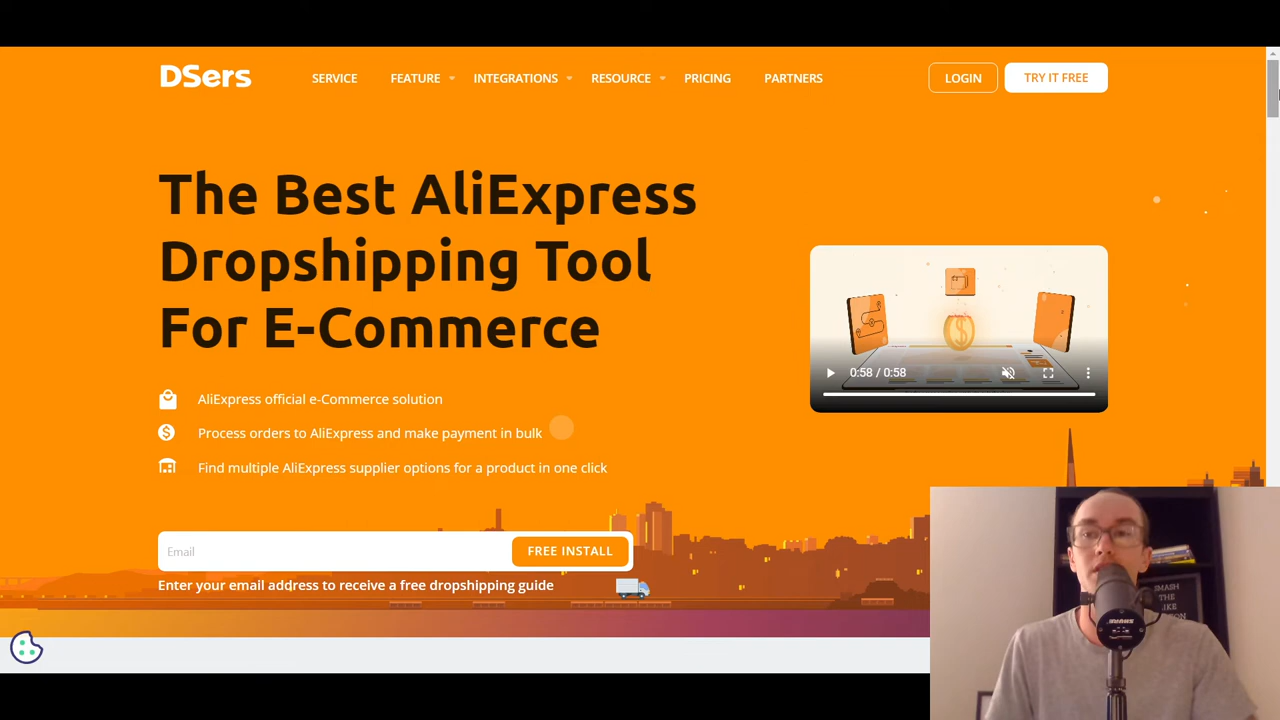 DSers
SERVICE
FEATURE
INTEGRATIONS
RESOURCE
PRICING
PARTNERS
LOGIN
TRY IT FREE
The Best AliExpress
Dropshipping Tool
For E-Commerce
AliExpress official e-Commerce solution
Process orders to AliExpress and make payment in bulk
Find multiple AliExpress supplier options for a product in one click
0:58 / 0:58
Email
FREE INSTALL
Enter your email address to receive a free dropshipping guide
SMASH
THE